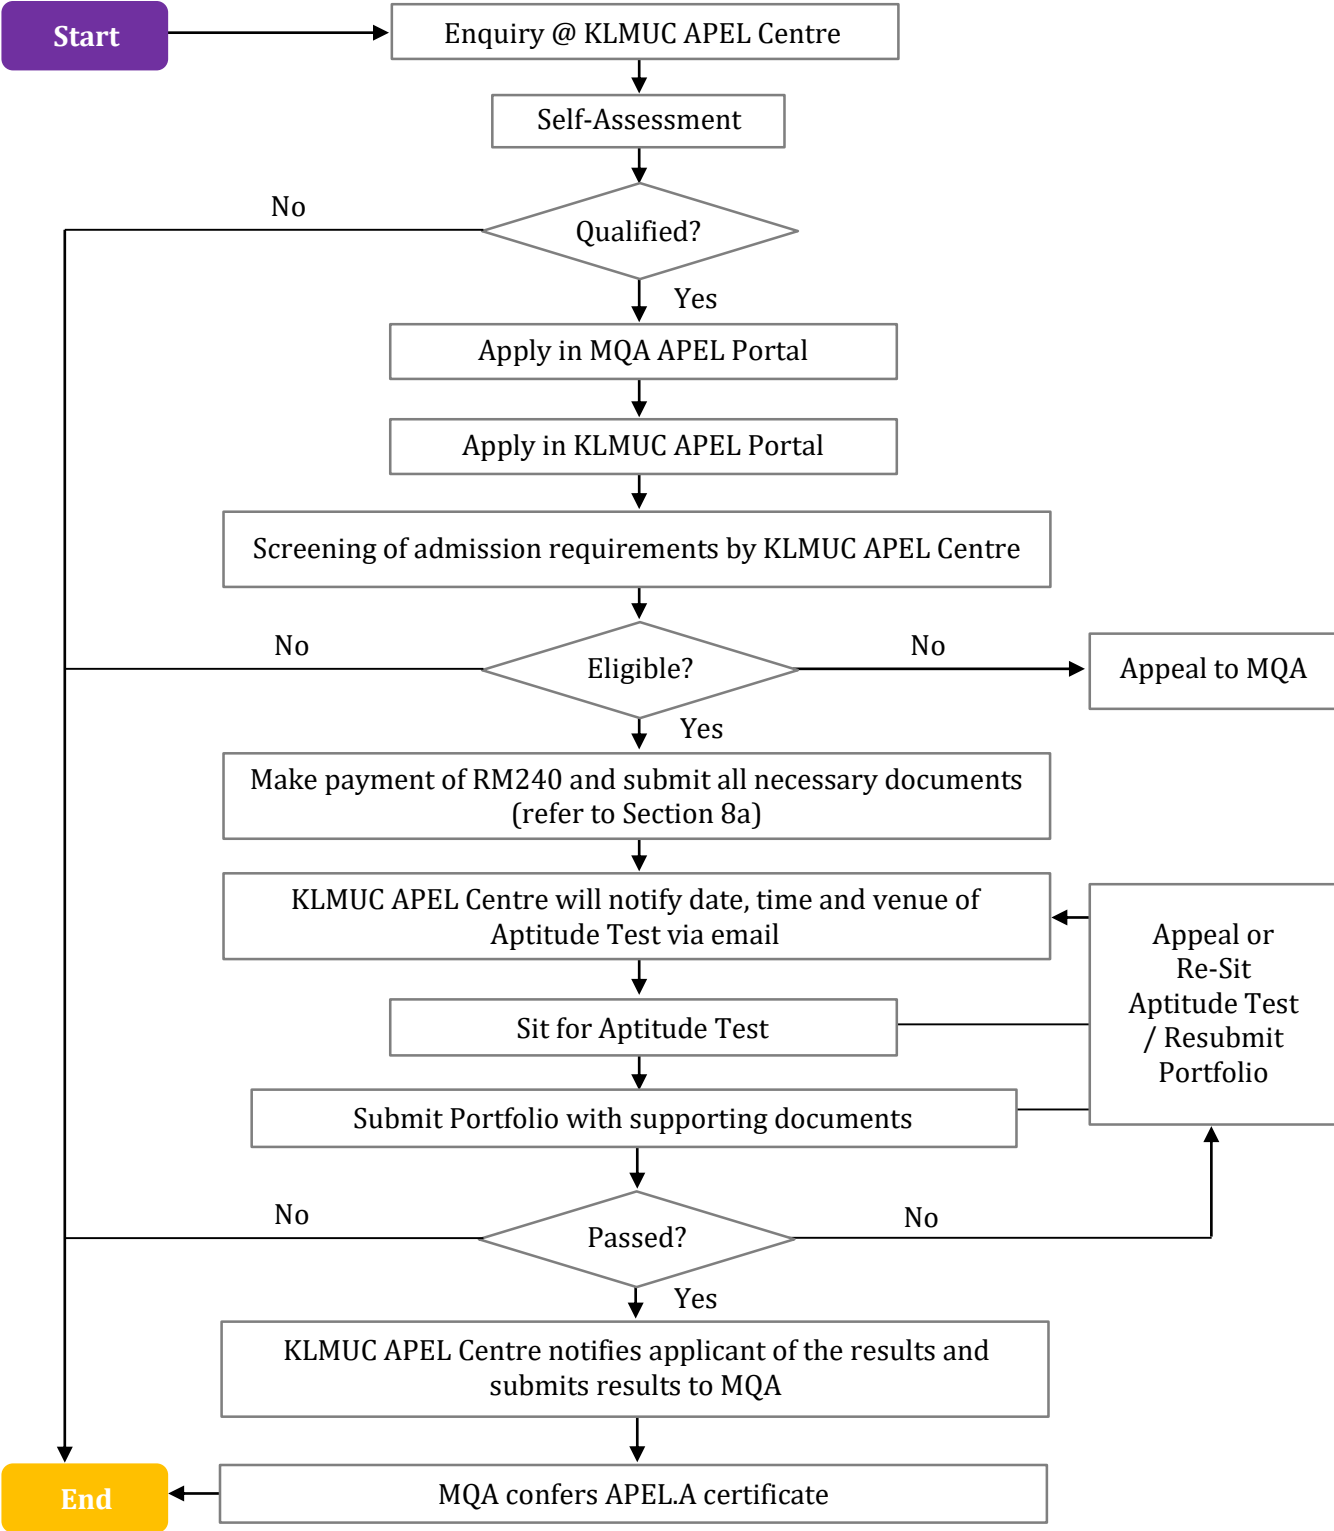 Start
Enquiry @ KLMUC APEL Centre
Self-Assessment
No
Qualified?
Yes
Apply in MQA APEL Portal
Apply in KLMUC APEL Portal
Screening of admission requirements by KLMUC APEL Centre
No
Eligible?
No
Appeal to MQA
Yes
Make payment of RM240 and submit all necessary documents
(refer to Section 8a)
KLMUC APEL Centre will notify date, time and venue of
Aptitude Test via email
Appeal or
Re-Sit
Aptitude Test
/ Resubmit
Portfolio
Sit for Aptitude Test
Submit Portfolio with supporting documents
No
Passed?
No
Yes
KLMUC APEL Centre notifies applicant of the results and
submits results to MQA
MQA confers APEL.A certificate
End